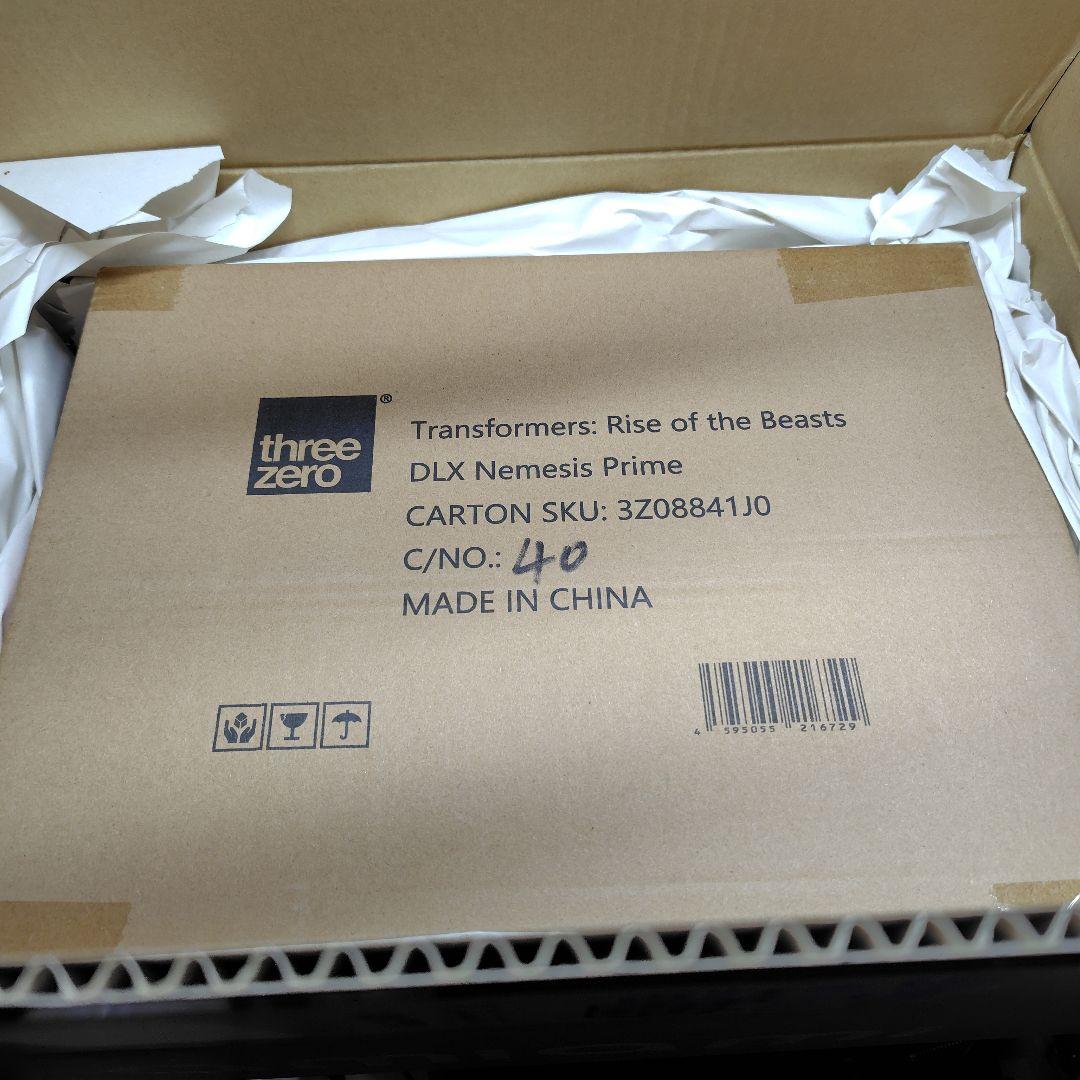 three
zero
®
Transformers: Rise of the Beasts
DLX Nemesis Prime
CARTON SKU: 3Z08841J0
C/NO.: 40
MADE IN CHINA
4 595055 216729